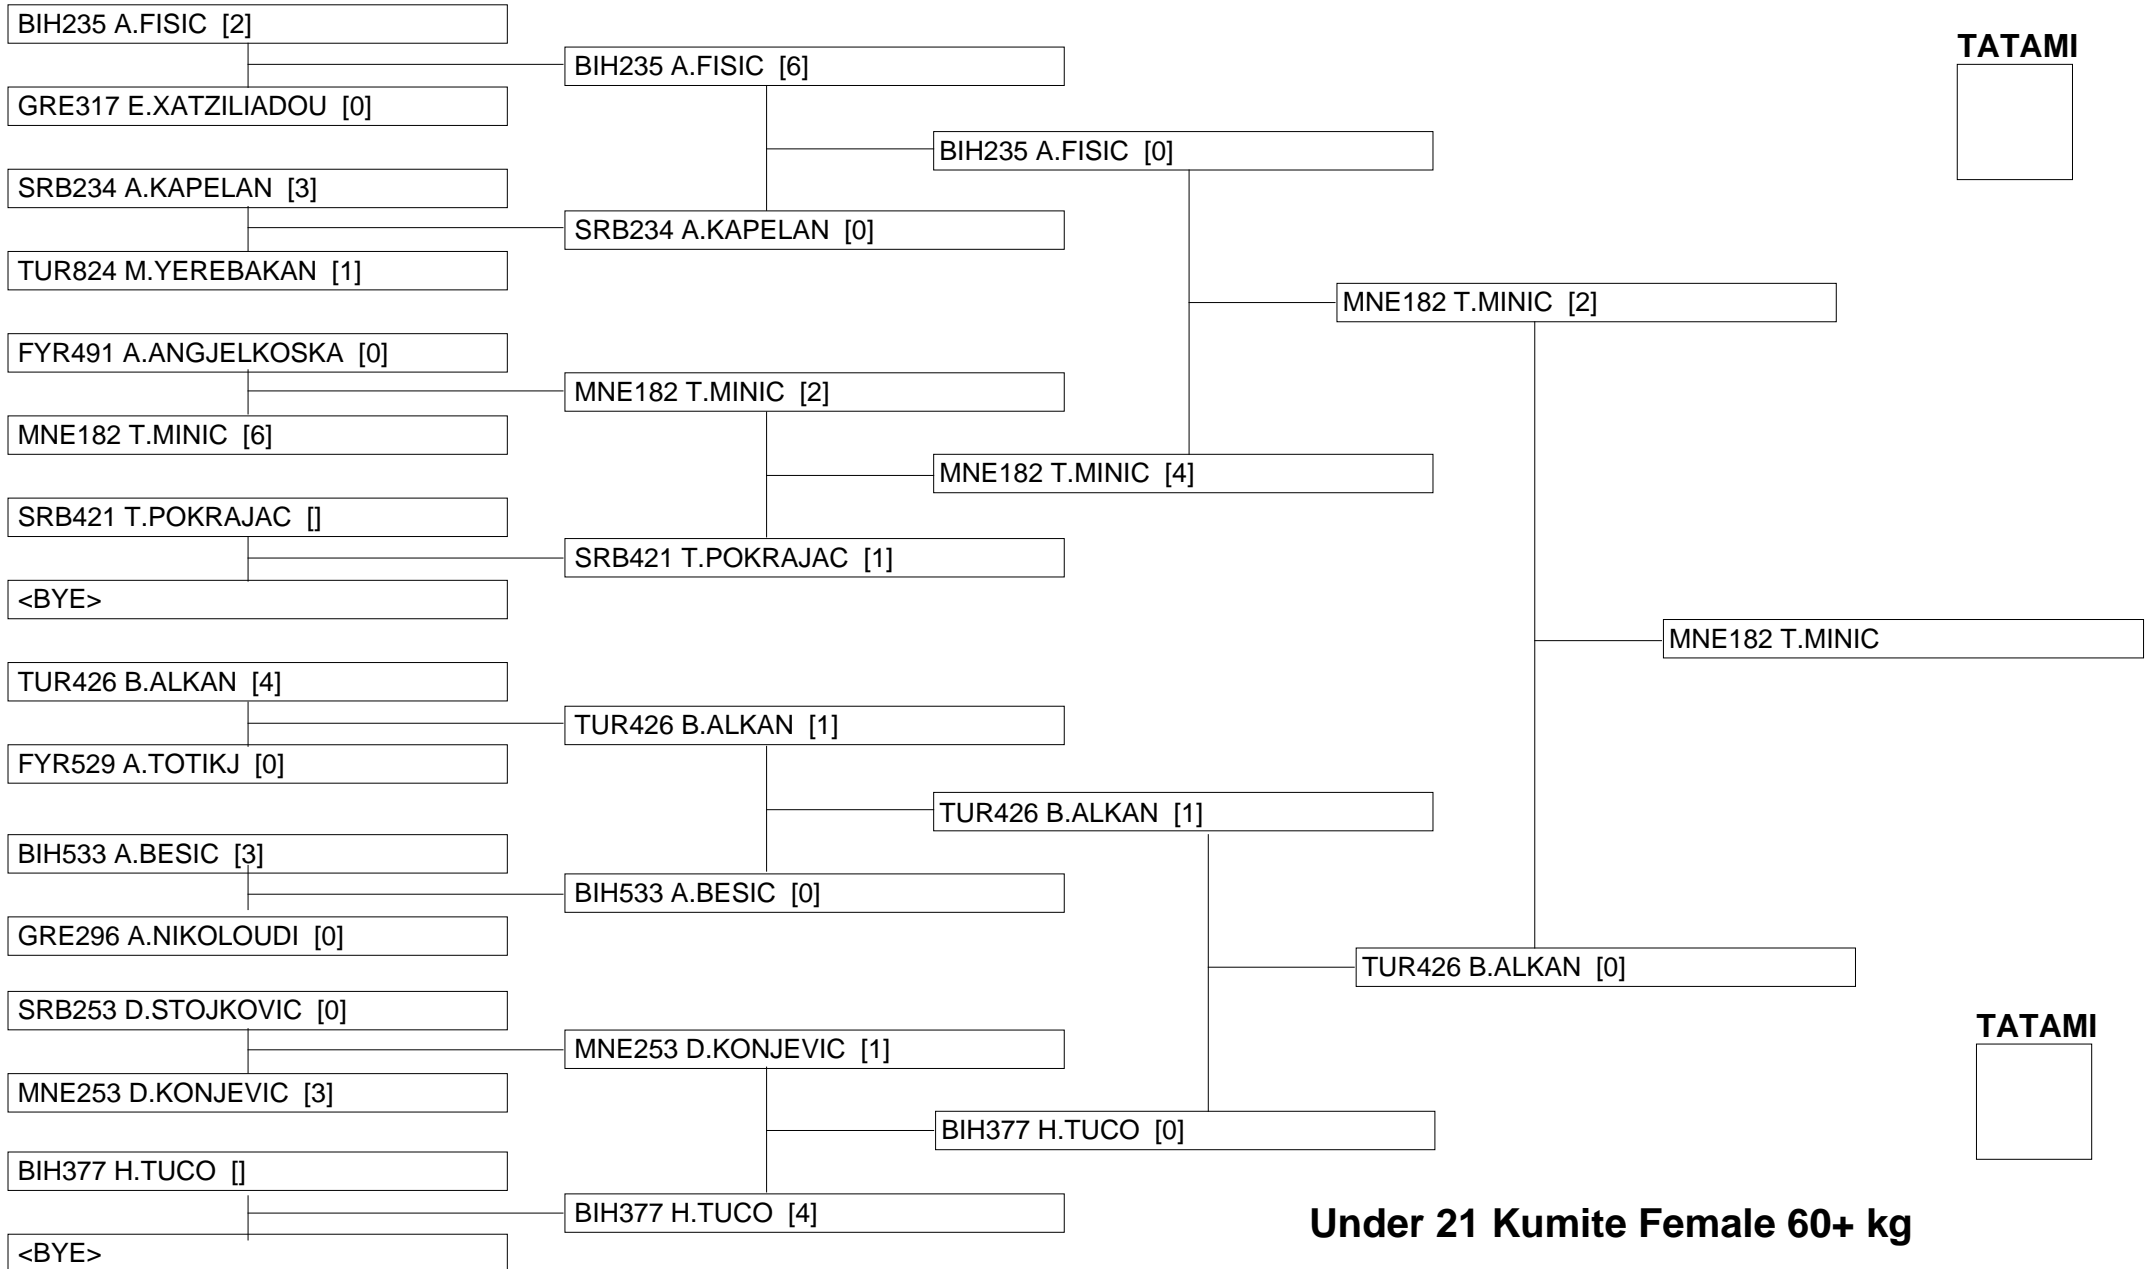 BIH235 A.FISIC [2]
GRE317 E.XATZILIADOU [0]
SRB234 A.KAPELAN [3]
TUR824 M.YEREBAKAN [1]
FYR491 A.ANGJELKOSKA [0]
MNE182 T.MINIC [6]
SRB421 T.POKRAJAC []
<BYE>
TUR426 B.ALKAN [4]
FYR529 A.TOTIKJ [0]
BIH533 A.BESIC [3]
GRE296 A.NIKOLOUDI [0]
SRB253 D.STOJKOVIC [0]
MNE253 D.KONJEVIC [3]
BIH377 H.TUCO []
<BYE>
BIH235 A.FISIC [6]
SRB234 A.KAPELAN [0]
MNE182 T.MINIC [2]
SRB421 T.POKRAJAC [1]
TUR426 B.ALKAN [1]
BIH533 A.BESIC [0]
MNE253 D.KONJEVIC [1]
BIH377 H.TUCO [4]
BIH235 A.FISIC [0]
MNE182 T.MINIC [4]
TUR426 B.ALKAN [1]
BIH377 H.TUCO [0]
MNE182 T.MINIC [2]
TUR426 B.ALKAN [0]
MNE182 T.MINIC
TATAMI
TATAMI
Under 21 Kumite Female 60+ kg